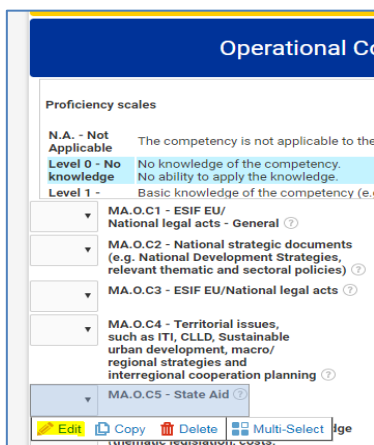 Operational
Proficiency scales
N.A. - Not
Applicable
The competency is not applicable to the
Level 0 - No
knowledge
No knowledge of the competency.
No ability to apply the knowledge.
Level 1 -
Basic knowledge of the competency (e.
MA.O.C1 - ESIF EU/
National legal acts - General
MA.O.C2 - National strategic documents
(e.g. National Development Strategies,
relevant thematic and sectoral policies)
MA.O.C3 - ESIF EU/National legal acts
MA.O.C4 - Territorial issues,
such as ITI, CLLD, Sustainable
urban development, macro/
regional strategies and
interregional cooperation planning
MA.O.C5 - State Aid
Edit Copy Delete Multi-Select
(thematic legislation, costs,